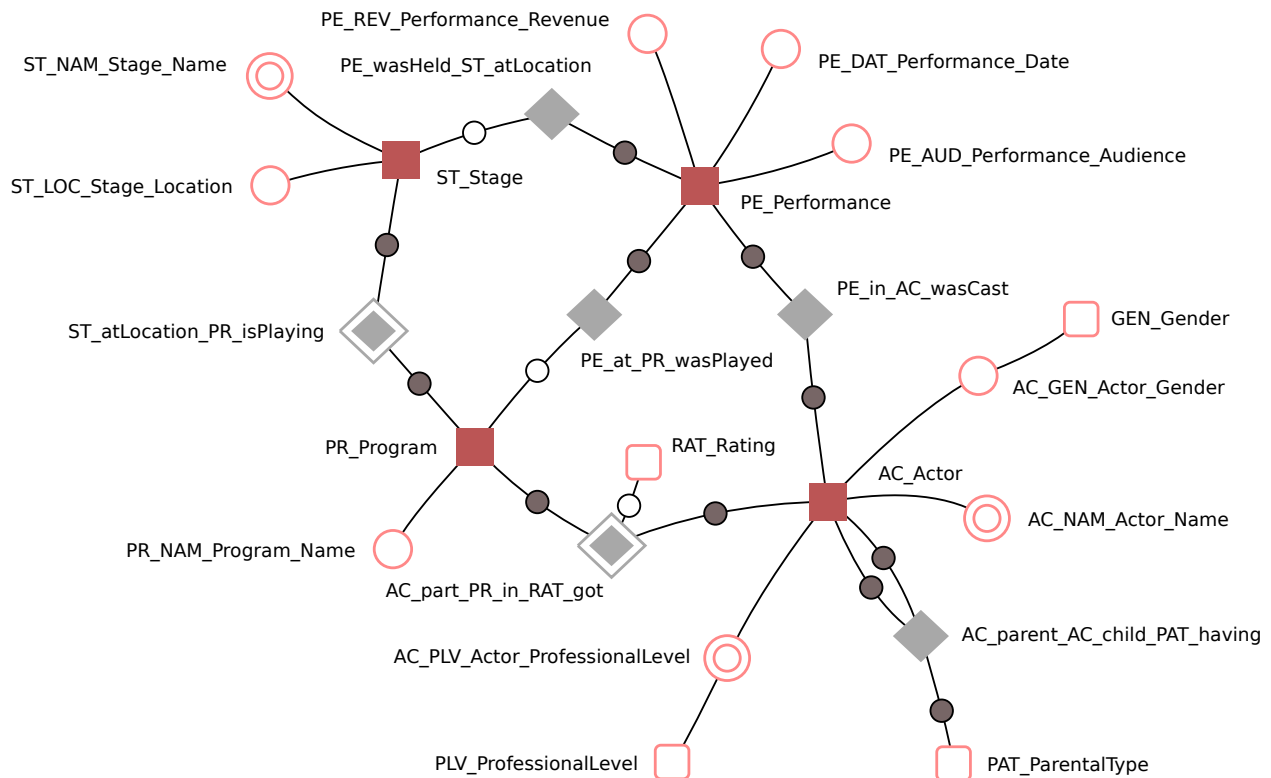 PE_REV_Performance_Revenue
ST_NAM_Stage_Name
PE_wasHeld_ST_atLocation
PE_DAT_Performance_Date
PE_AUD_Performance_Audience
ST_Stage
ST_LOC_Stage_Location
PE_Performance
PE_in_AC_wasCast
GEN_Gender
ST_atLocation_PR_isPlaying
PE_at_PR_wasPlayed
AC_GEN_Actor_Gender
PR_Program
RAT_Rating
AC_Actor
AC_NAM_Actor_Name
PR_NAM_Program_Name
AC_part_PR_in_RAT_got
AC_parent_AC_child_PAT_having
AC_PLV_Actor_ProfessionalLevel
PLV_ProfessionalLevel
PAT_ParentalType